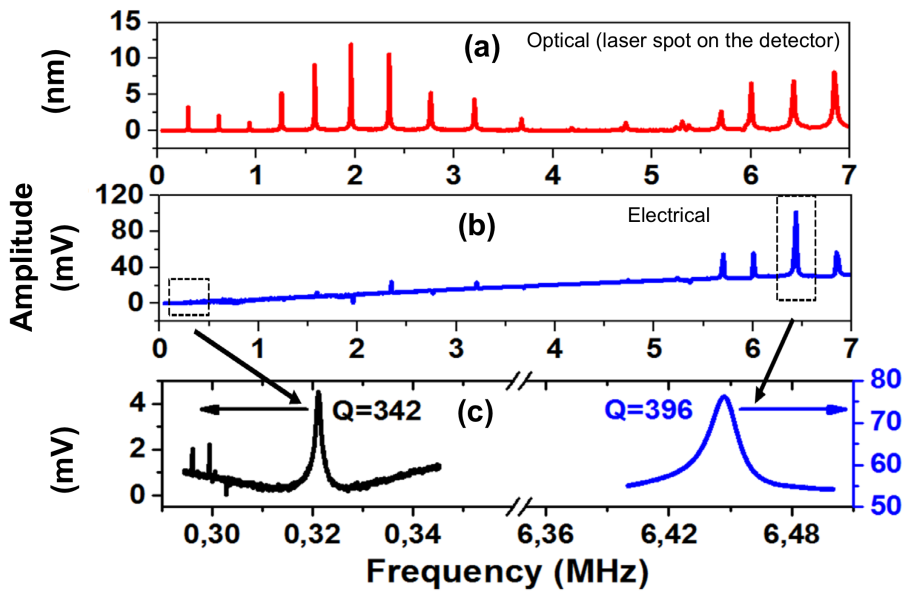 15
10
5
0
(nm)
(a)
Optical (laser spot on the detector)
0 1 2 3 4 5 6 7
Amplitude
120
80
40
0
(mV)
(b)
Electrical
0 1 2 3 4 5 6 7
4
2
0
(mV)
Q=342
(c)
Q=396
80
70
60
50
0,30 0,32 0,34 6,36 6,42 6,48
Frequency (MHz)